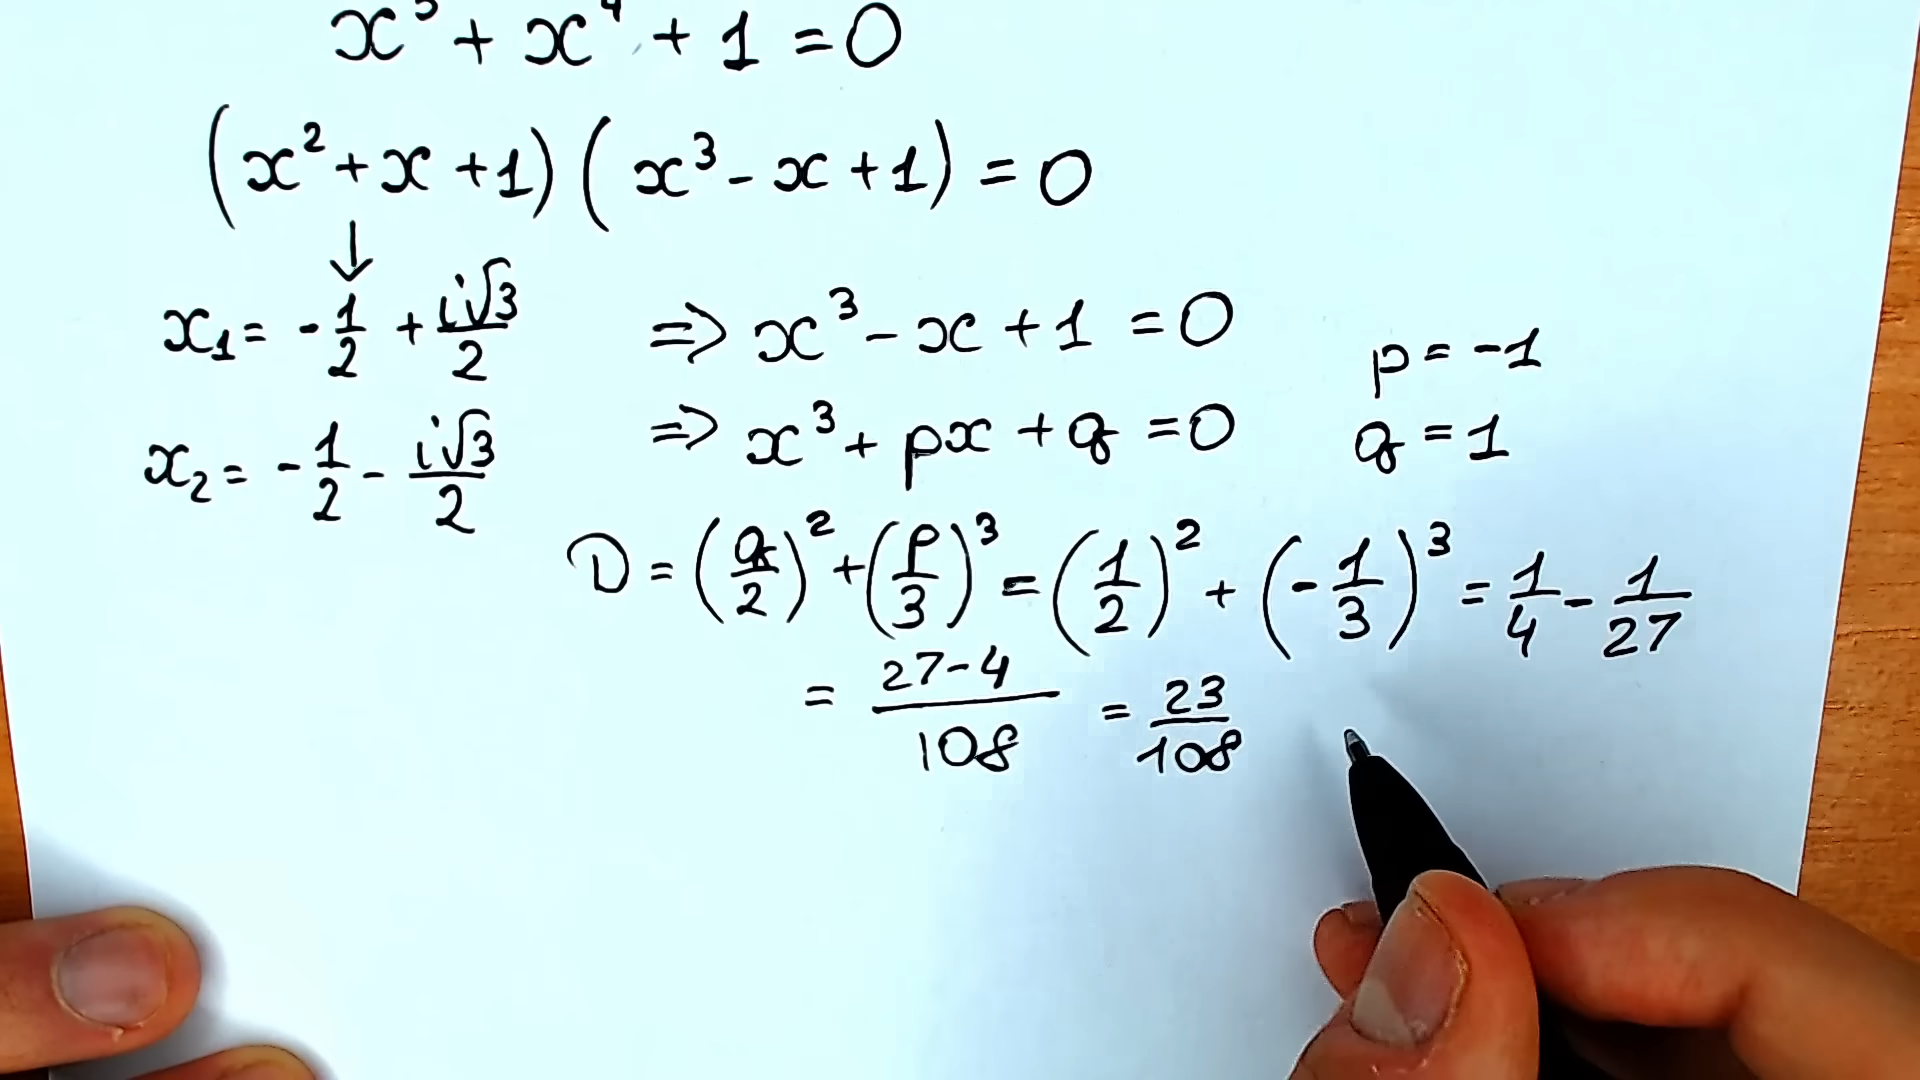 x⁵ + x⁴ + 1 = 0
(x² + x + 1) ( x³ - x + 1) = 0
↓
x₁ = - 1/2 + i√3/2
x₂ = - 1/2 - i√3/2
=> x³ - x + 1 = 0
=> x³ + px + q = 0
p = -1
q = 1
D = (q/2)² + (p/3)³ = (1/2)² + (-1/3)³ = 1/4 - 1/27
= 27-4/108 = 23/108